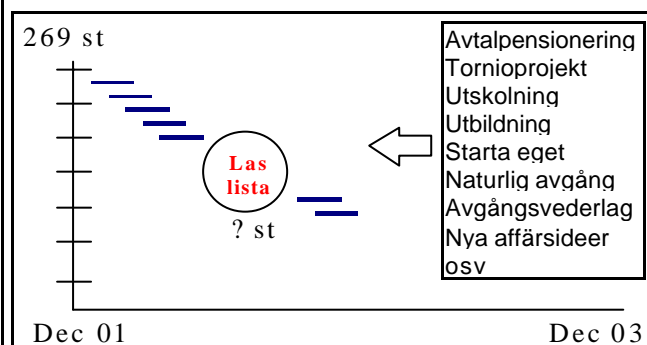 269 st
Avtalpensionering
Tornioprojekt
Utskolning
Utbildning
Starta eget
Naturlig avgång
Avgångsvederlag
Nya affärsideer
osv
Las
lista
? st
Dec 01
Dec 03